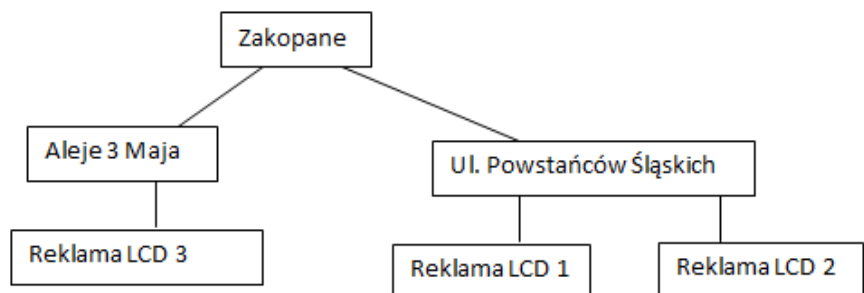 Zakopane
Aleje 3 Maja
Ul. Powstańców Śląskich
Reklama LCD 3
Reklama LCD 1
Reklama LCD 2